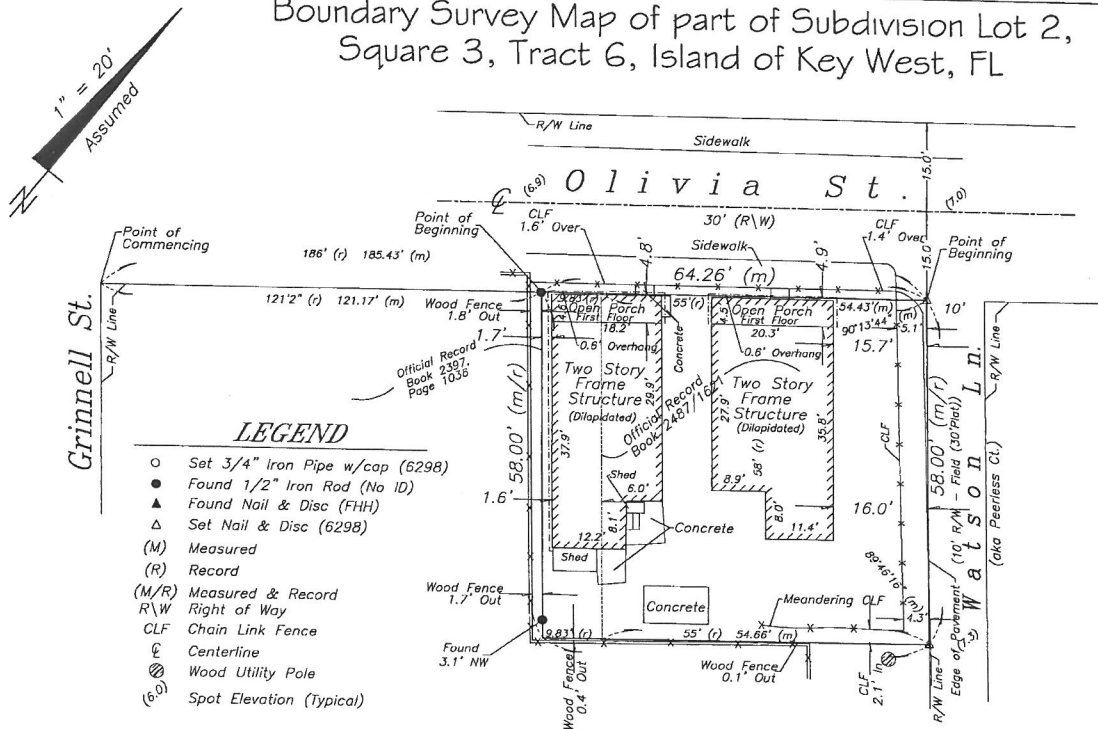 Boundary Survey Map of part of Subdivision Lot 2,
Square 3, Tract 6, Island of Key West, FL
1" = 20'
Assumed
N
R/W Line
Sidewalk
15.0'
Olivia St.
(6.9)
(7.0)
℄
30' (R\W)
CLF
1.6' Over
CLF
1.4' Over
Sidewalk
4.8'
4.9'
15.0'
Point of
Beginning
Point of
Beginning
Point of
Commencing
186' (r) 185.43' (m)
64.26' (m)
121'2" (r) 121.17' (m)
Wood Fence
1.8' Out
9.83'(r)
55'(r)
54.43'(m)
90°13'44"
(m)
5.1'
10'
Grinnell St.
R/W Line
1.7'
Open Porch
First Floor
18.2'
0.6' Overhang
Concrete
4.5'
Open Porch
First Floor
20.3'
0.6' Overhang
15.7'
R/W Line
Official Record
Book 2397,
Page 1036
58.00' (m/r)
Two Story
Frame
Structure
(Dilapidated)
29.9'
37.9'
Official Record
Book 2487/1621
Two Story
Frame
Structure
(Dilapidated)
27.9'
35.8'
58' (r)
CLF
58.00' (m/r)
Watson Ln.
(aka Peerless Ct.)
(10' R/W - Field (30'Plat))
Edge of Pavement
LEGEND
Set 3/4" Iron Pipe w/cap (6298)
Found 1/2" Iron Rod (No ID)
Found Nail & Disc (FHH)
Set Nail & Disc (6298)
(M) Measured
(R) Record
(M/R) Measured & Record
R\W Right of Way
CLF Chain Link Fence
℄ Centerline
Wood Utility Pole
(6.0) Spot Elevation (Typical)
1.6'
Shed
6.0'
8.1'
12.2'
Shed
Concrete
8.9'
8.0'
11.4'
16.0'
89°46'16"
(m)
4.3'
Wood Fence
1.7' Out
Concrete
Meandering CLF
Found
3.1' NW
9.83' (r)
55' (r) 54.66' (m)
Wood Fence
0.4' Out
Wood Fence
0.1' Out
CLF
2.1' In
R/W Line